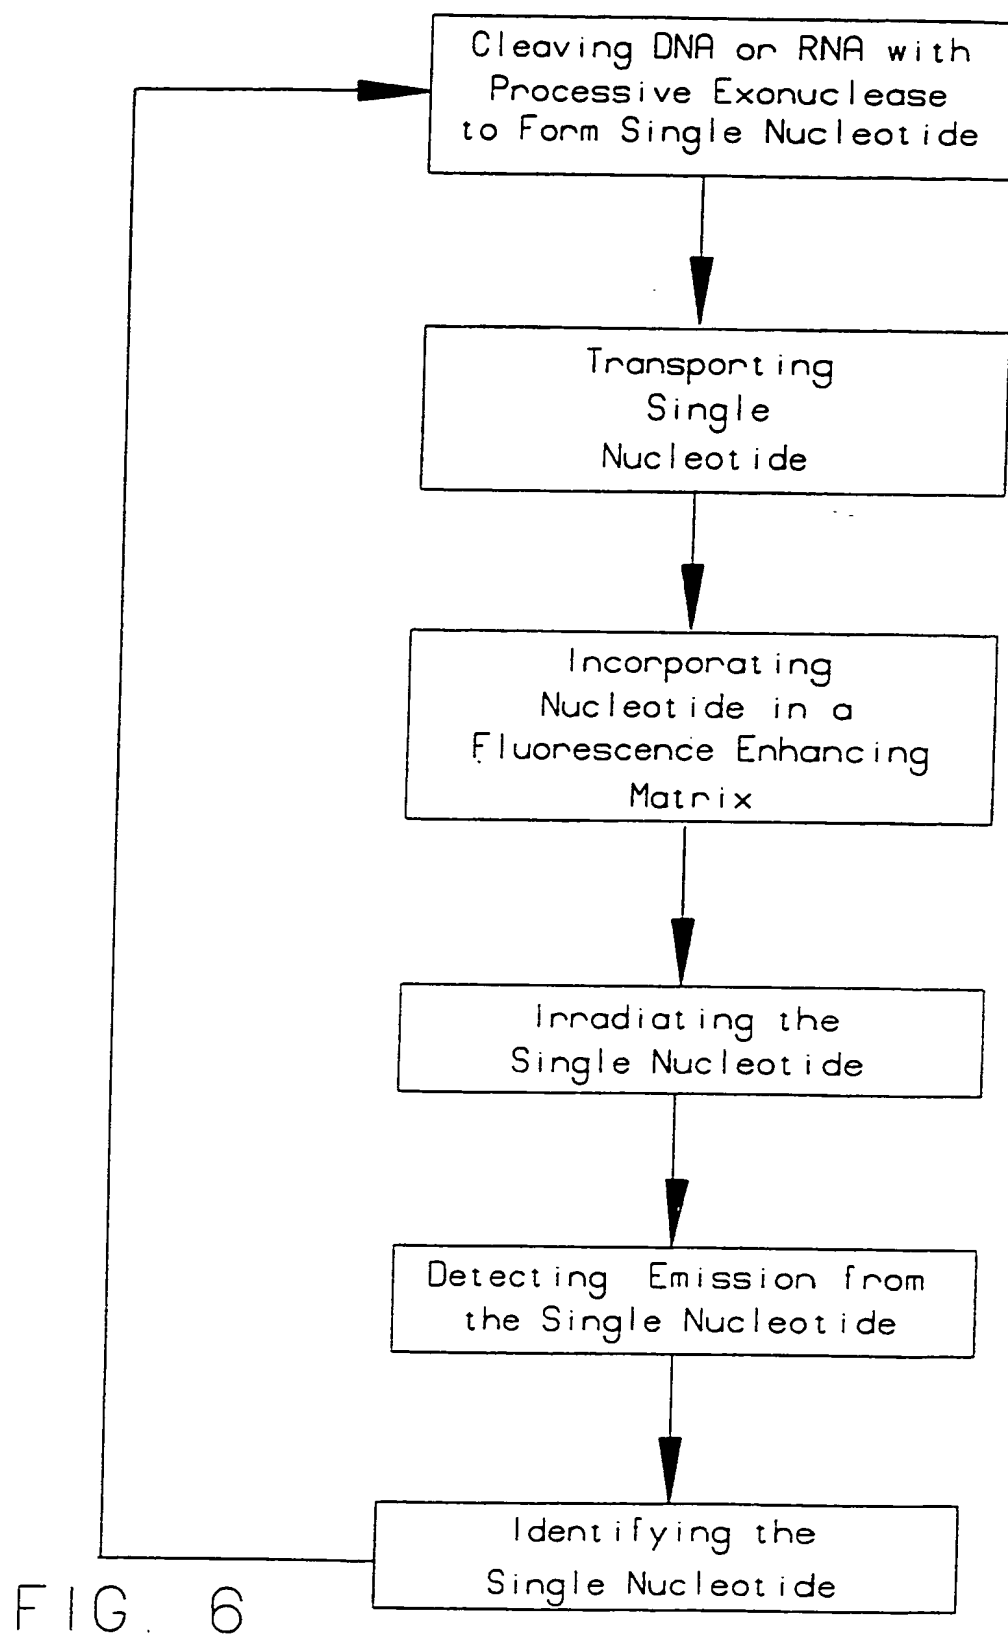 Cleaving DNA or RNA with
Processive Exonuclease
to Form Single Nucleotide
Transporting
Single
Nucleotide
Incorporating
Nucleotide in a
Fluorescence Enhancing
Matrix
Irradiating the
Single Nucleotide
Detecting Emission from
the Single Nucleotide
Identifying the
Single Nucleotide
FIG. 6